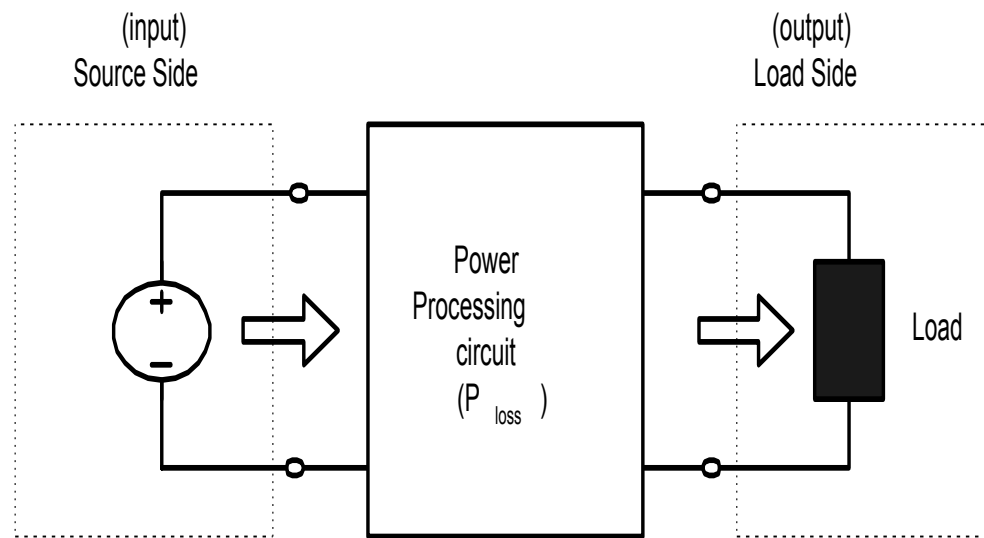 (input)
Source Side
(output)
Load Side
+
−
Power
Processing
circuit
(P loss )
Load